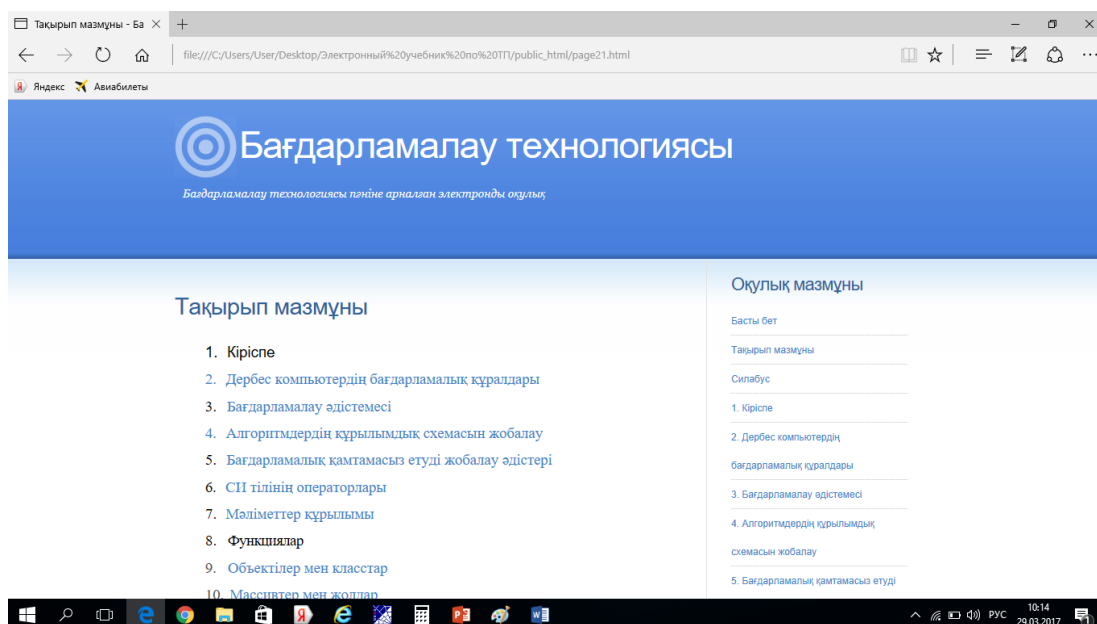 Тақырып мазмұны - Ба
file:///C:/Users/User/Desktop/Электронный%20учебник%20по%20ТП/public_html/page21.html
Яндекс Авиабилеты
Бағдарламалау технологиясы
Бағдарламалау технологиясы пәніне арналған электронды оқулық
Тақырып мазмұны
1. Кіріспе
2. Дербес компьютердің бағдарламалық құралдары
3. Бағдарламалау әдістемесі
4. Алгоритмдердің құрылымдық схемасын жобалау
5. Бағдарламалық қамтамасыз етуді жобалау әдістері
6. СИ тілінің операторлары
7. Мәліметтер құрылымы
8. Функциялар
9. Объектілер мен класстар
10. Массивтер мен жолдар
Оқулық мазмұны
Басты бет
Тақырып мазмұны
Силабус
1. Кіріспе
2. Дербес компьютердің
бағдарламалық құралдары
3. Бағдарламалау әдістемесі
4. Алгоритмдердің құрылымдық
схемасын жобалау
5. Бағдарламалық қамтамасыз етуді
РУС
10:14
29.03.2017